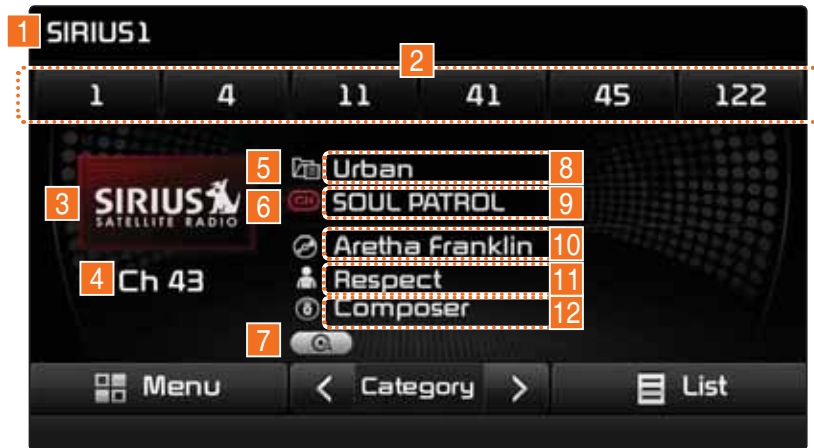 1 SIRIUS1
2
1 4 11 41 45 122
5 Urban 8
3 SIRIUS
SATELLITE RADIO
6 CH SOUL PATROL 9
Aretha Franklin 10
4 Ch 43
Respect 11
Composer 12
7
Menu < Category > List